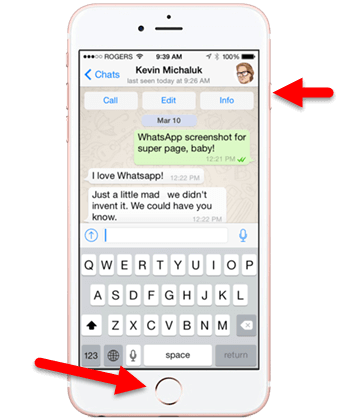 ROGERS 9:39 AM 100%
Chats Kevin Michaluk
last seen today at 9:26 AM
Call Edit Info
Mar 10
WhatsApp screenshot for
super page, baby!
12:21 PM
I love Whatsapp! 12:22 PM
Just a little mad we didn't
invent it. We could have you
know. 12:22 PM
Q W E R T Y U I O P
A S D F G H J K L
Z X C V B N M
123 space return